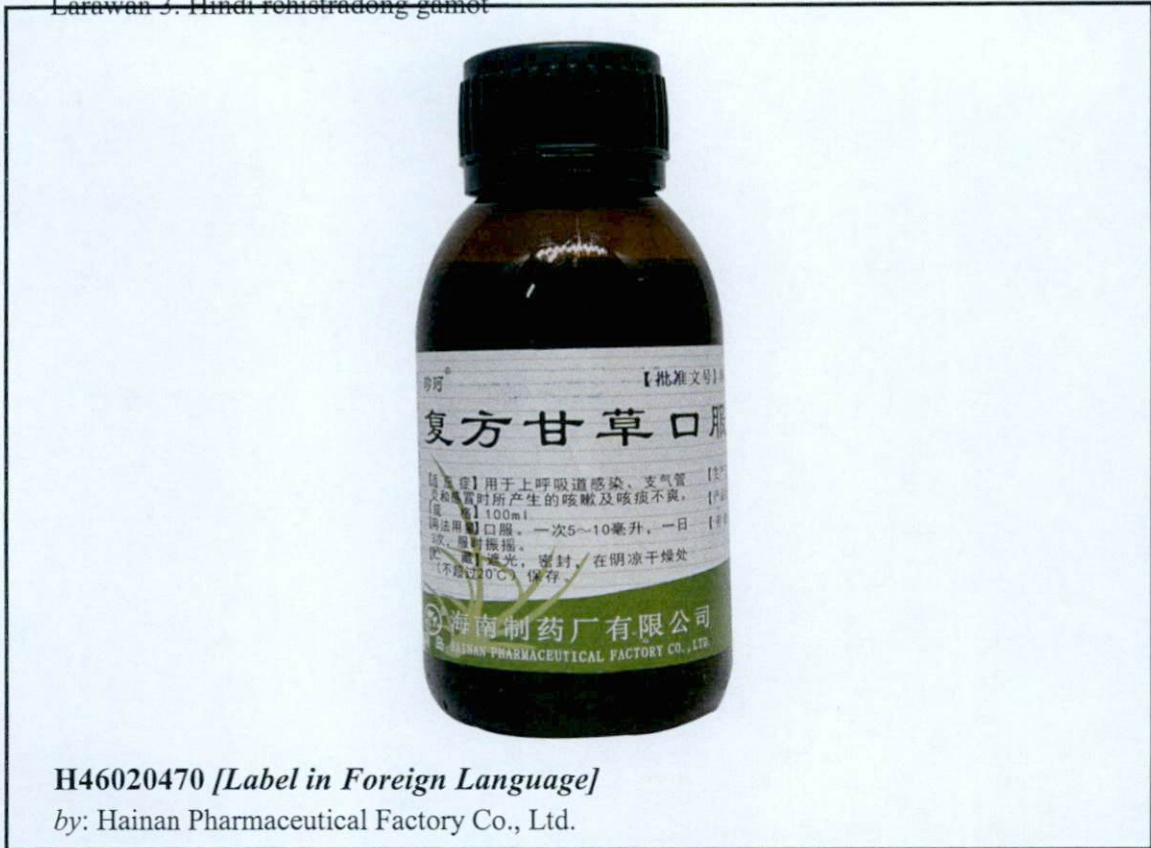 Larawan 3. Hindi rehistradong gamot
【批准文号】
复方甘草口服
【适应症】用于上呼吸道感染、支气管
炎和感冒时所产生的咳嗽及咳痰不爽。
【规 格】100ml
【用法用量】口服。一次5~10毫升，一日
3次，服时振摇。
【贮 藏】遮光，密封，在阴凉干燥处
（不超过20℃）保存
海南制药厂有限公司
HAINAN PHARMACEUTICAL FACTORY CO.,LTD.
H46020470 [Label in Foreign Language]
by: Hainan Pharmaceutical Factory Co., Ltd.